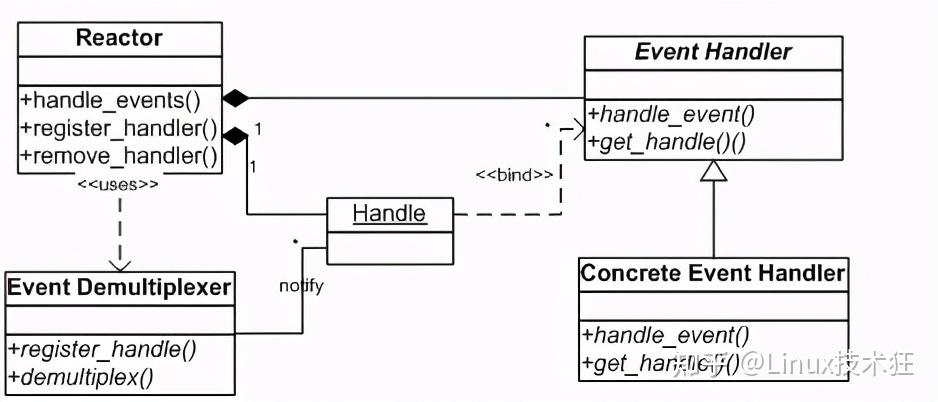 Reactor
+handle_events()
+register_handler()
+remove_handler()
<<uses>>
1
1
Event Handler
+handle_event()
+get_handle()()
*
<<bind>>
Handle
*
notify
Event Demultiplexer
+register_handle()
+demultiplex()
Concrete Event Handler
+handle_event()
+get_handle()()
知乎 @Linux技术狂